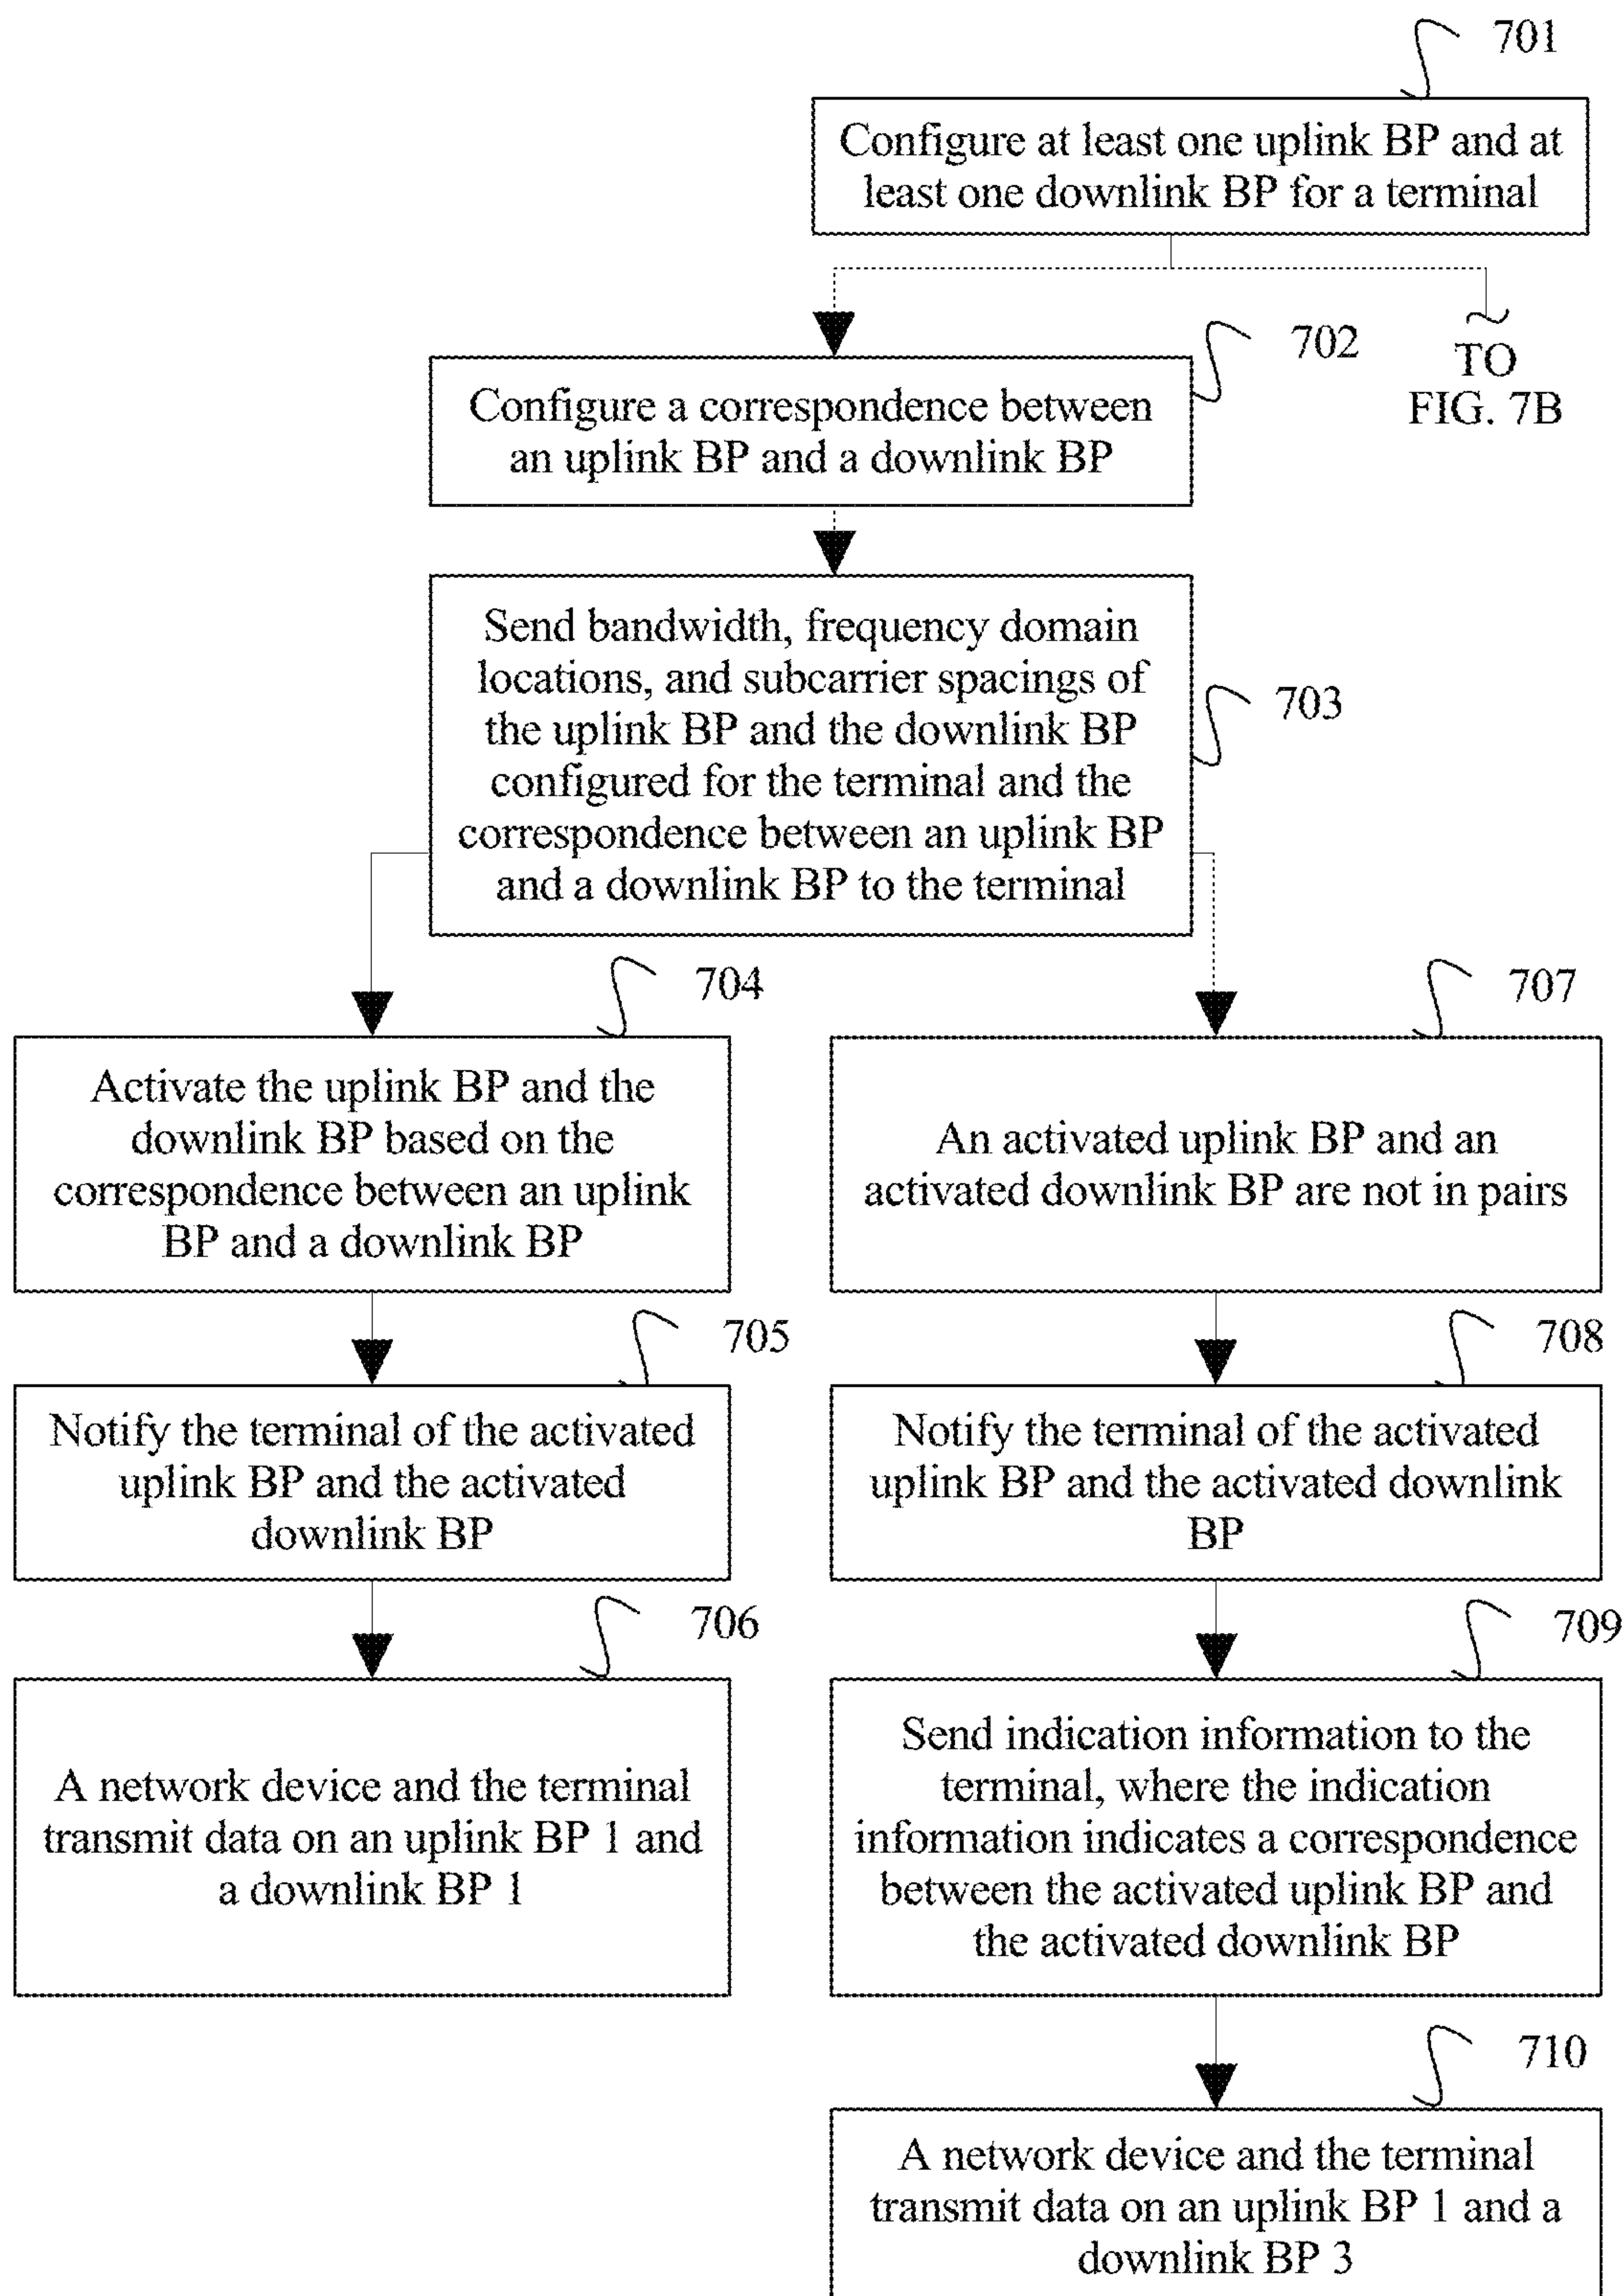 701
Configure at least one uplink BP and at
least one downlink BP for a terminal
702
TO
FIG. 7B
Configure a correspondence between
an uplink BP and a downlink BP
703
Send bandwidth, frequency domain
locations, and subcarrier spacings of
the uplink BP and the downlink BP
configured for the terminal and the
correspondence between an uplink BP
and a downlink BP to the terminal
704
Activate the uplink BP and the
downlink BP based on the
correspondence between an uplink
BP and a downlink BP
705
Notify the terminal of the activated
uplink BP and the activated
downlink BP
706
A network device and the terminal
transmit data on an uplink BP 1 and
a downlink BP 1
707
An activated uplink BP and an
activated downlink BP are not in pairs
708
Notify the terminal of the activated
uplink BP and the activated downlink
BP
709
Send indication information to the
terminal, where the indication
information indicates a correspondence
between the activated uplink BP and
the activated downlink BP
710
A network device and the terminal
transmit data on an uplink BP 1 and a
downlink BP 3